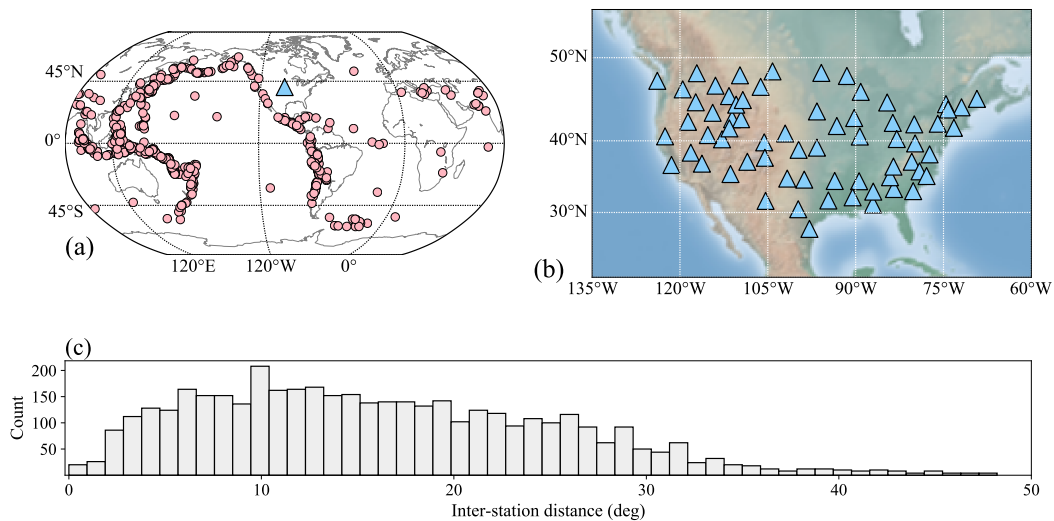 45°N
0°
45°S
(a)
120°E 120°W 0°
50°N
40°N
30°N
(b)
135°W 120°W 105°W 90°W 75°W 60°W
(c)
200
150
100
50
Count
0 10 20 30 40 50
Inter-station distance (deg)